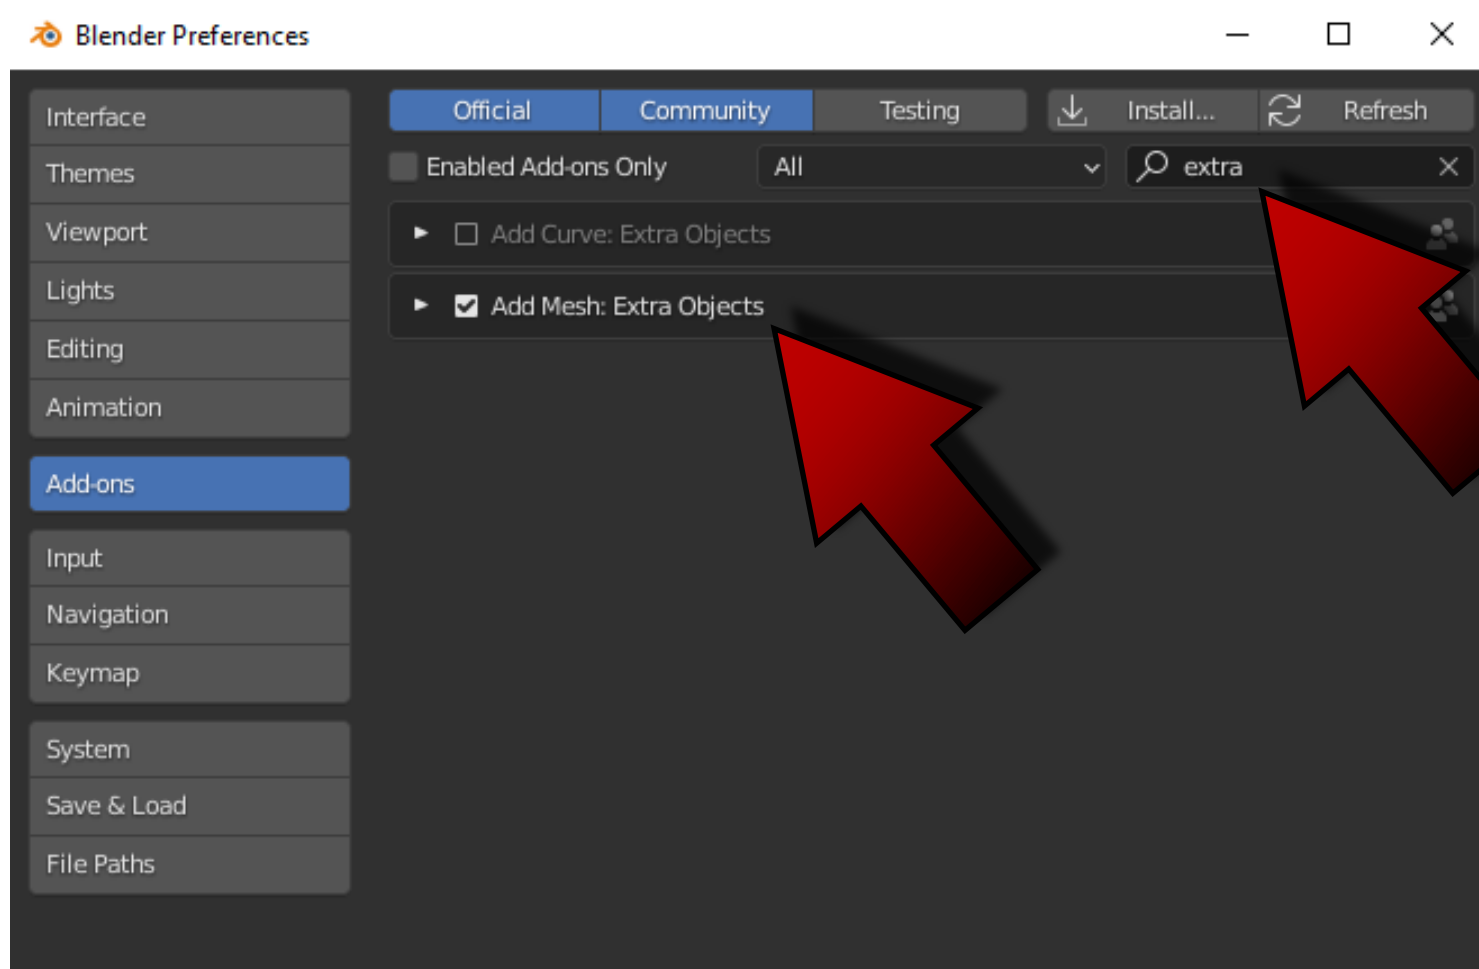 Blender Preferences
Interface
Themes
Viewport
Lights
Editing
Animation
Add-ons
Input
Navigation
Keymap
System
Save & Load
File Paths
Official Community Testing Install... Refresh
Enabled Add-ons Only All extra
Add Curve: Extra Objects
Add Mesh: Extra Objects